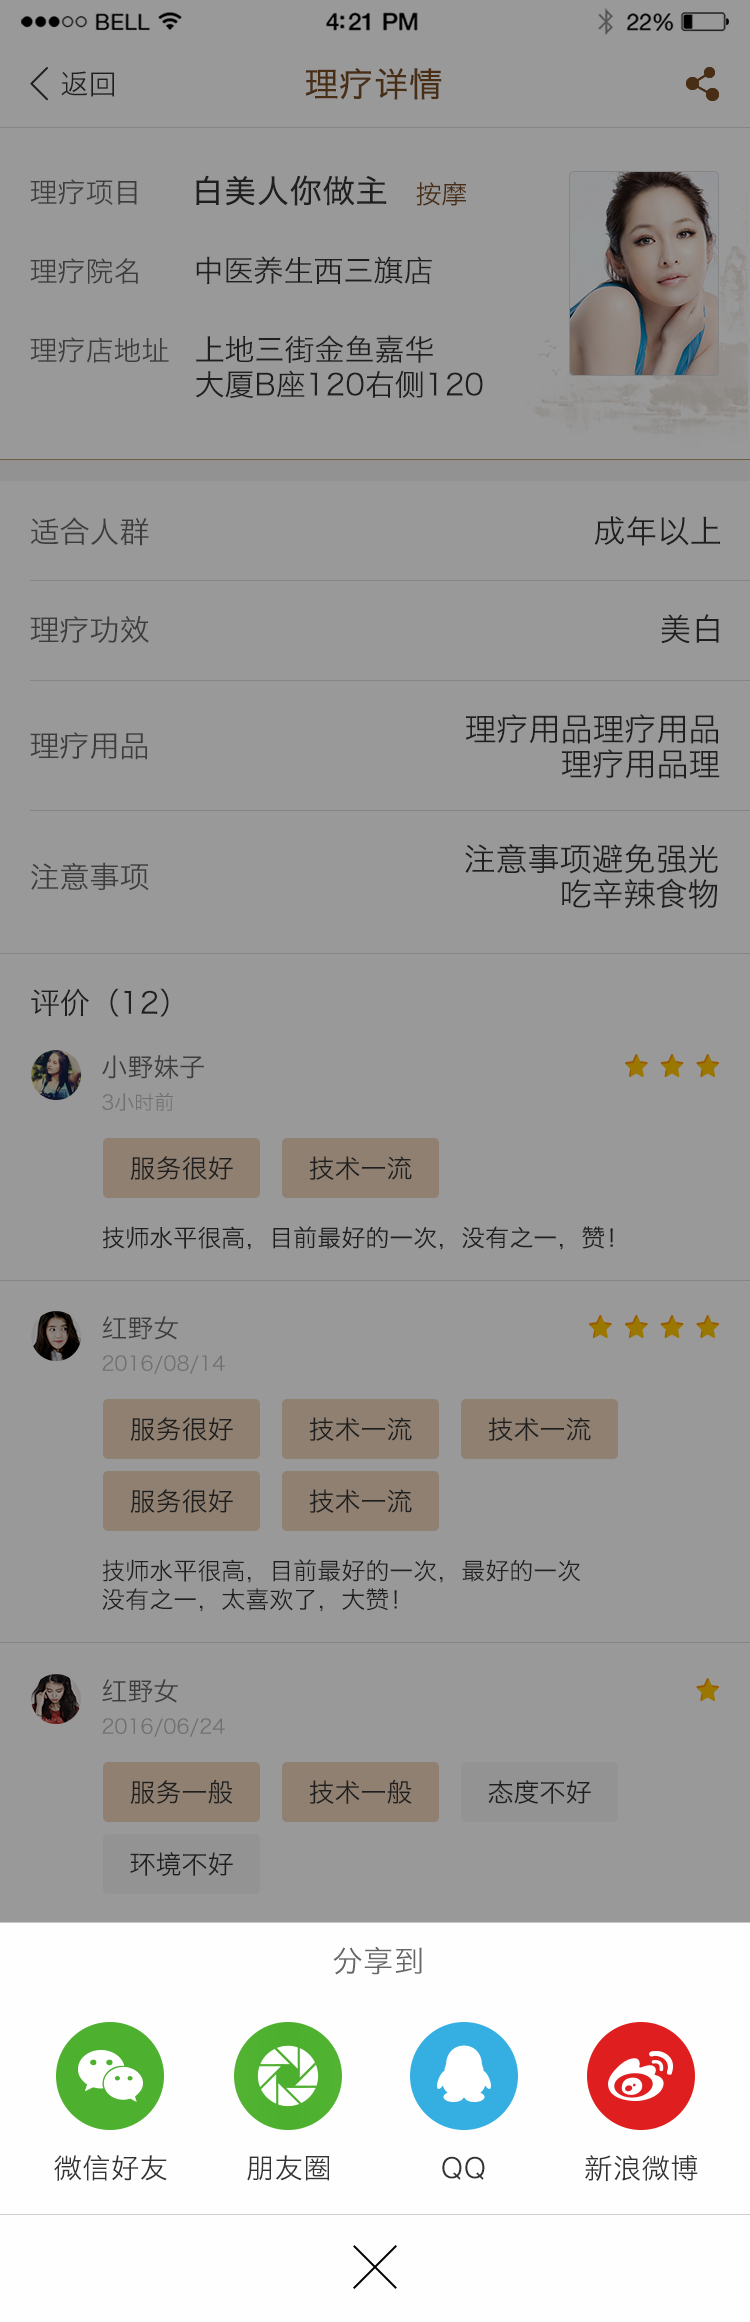 BELL 4:21 PM 22%
返回 理疗详情
理疗项目 白美人你做主 按摩
理疗院名 中医养生西三旗店
理疗店地址 上地三街金鱼嘉华
大厦B座120右侧120
适合人群 成年以上
理疗功效 美白
理疗用品 理疗用品理疗用品
理疗用品理
注意事项 注意事项避免强光
吃辛辣食物
评价（12）
小野妹子
3小时前
服务很好 技术一流
技师水平很高，目前最好的一次，没有之一，赞！
红野女
2016/08/14
服务很好 技术一流 技术一流
服务很好 技术一流
技师水平很高，目前最好的一次，最好的一次
没有之一，太喜欢了，大赞！
红野女
2016/06/24
服务一般 技术一般 态度不好
环境不好
分享到
微信好友 朋友圈 QQ 新浪微博